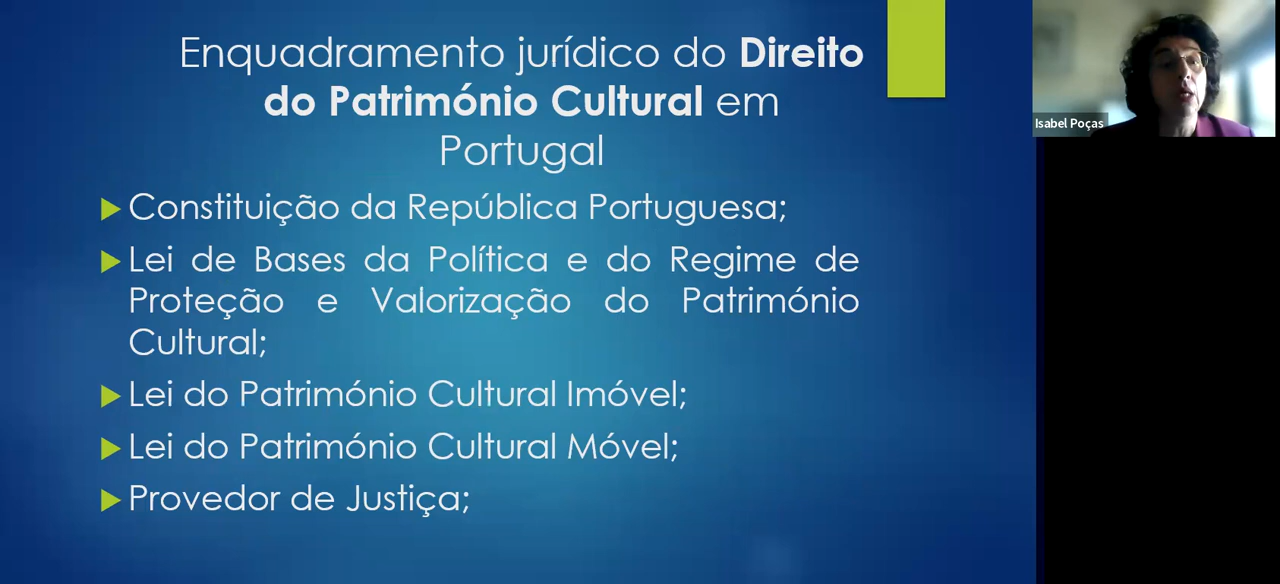 Enquadramento jurídico do Direito
do Património Cultural em
Portugal
Constituição da República Portuguesa;
Lei de Bases da Política e do Regime de
Proteção e Valorização do Património
Cultural;
Lei do Património Cultural Imóvel;
Lei do Património Cultural Móvel;
Provedor de Justiça;
Isabel Poças